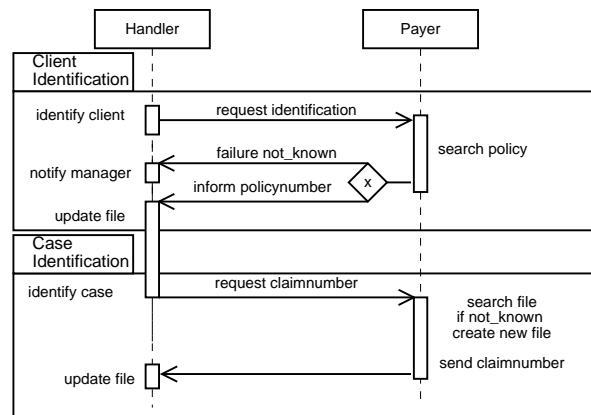 Handler
Payer
Client
Identification
identify client
request identification
search policy
failure not_known
notify manager
x
inform policynumber
update file
Case
Identification
request claimnumber
identify case
search file
if not_known
create new file
send claimnumber
update file